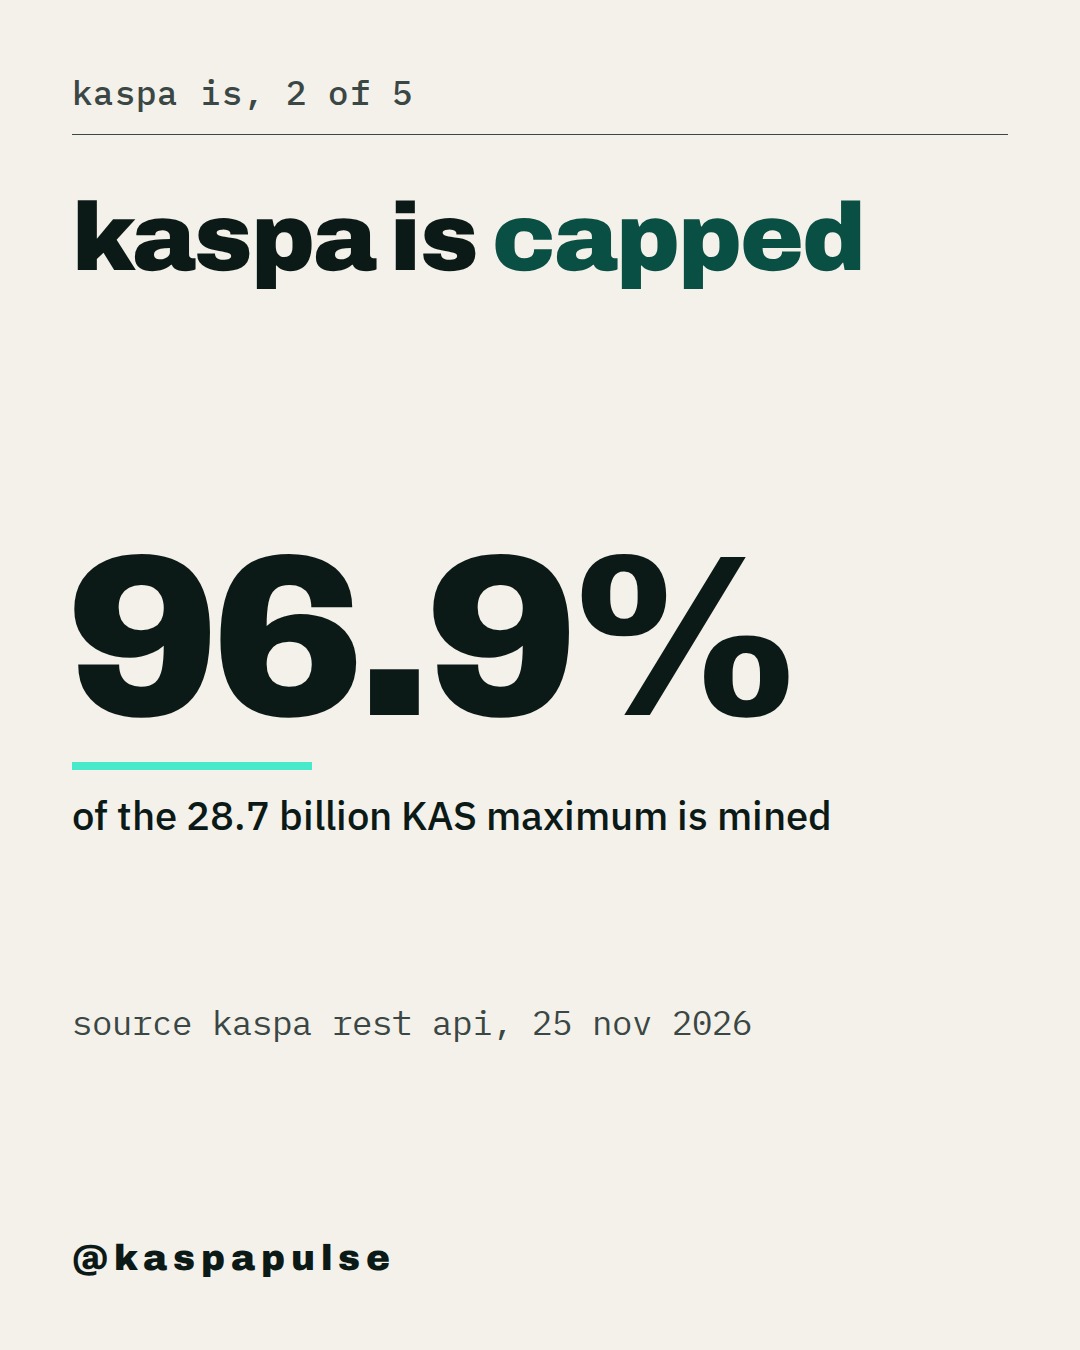 kaspa is, 2 of 5
kaspa is capped
96.9%
of the 28.7 billion KAS maximum is mined
source kaspa rest api, 25 nov 2026
@kaspapulse